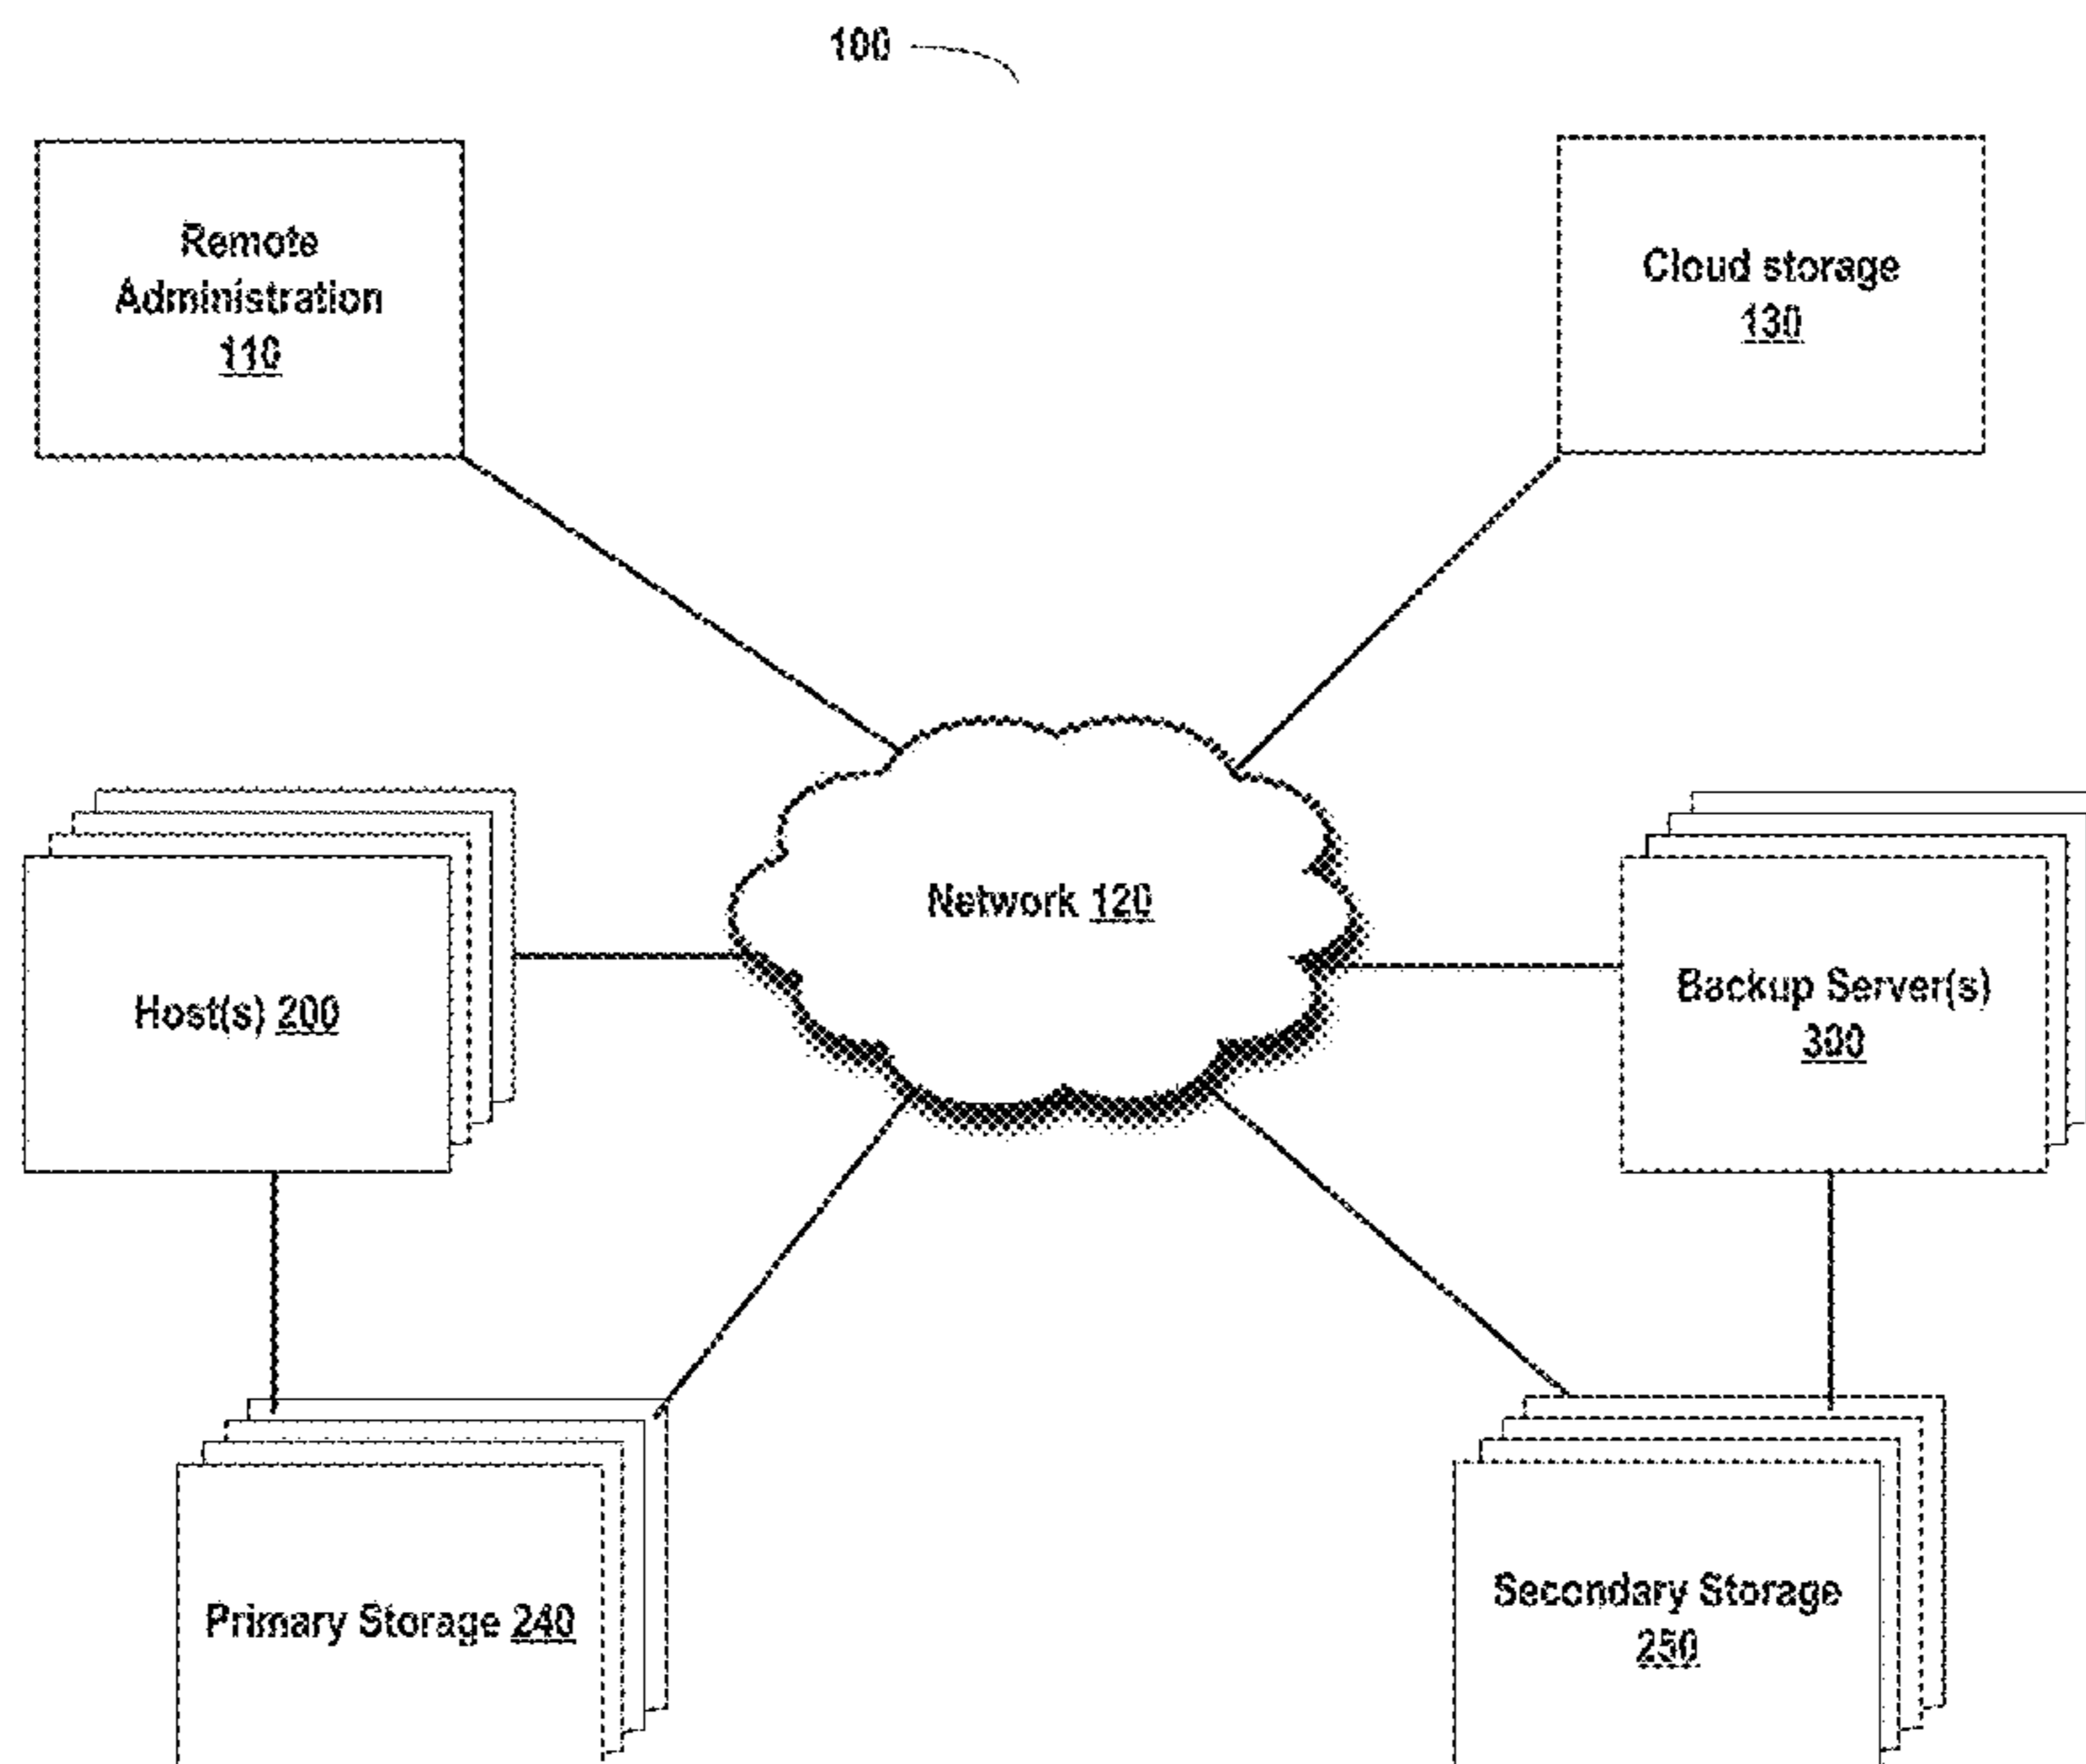 100
Remote
Administration
110
Cloud storage
130
Network 120
Host(s) 200
Backup Server(s)
300
Primary Storage 240
Secondary Storage
250